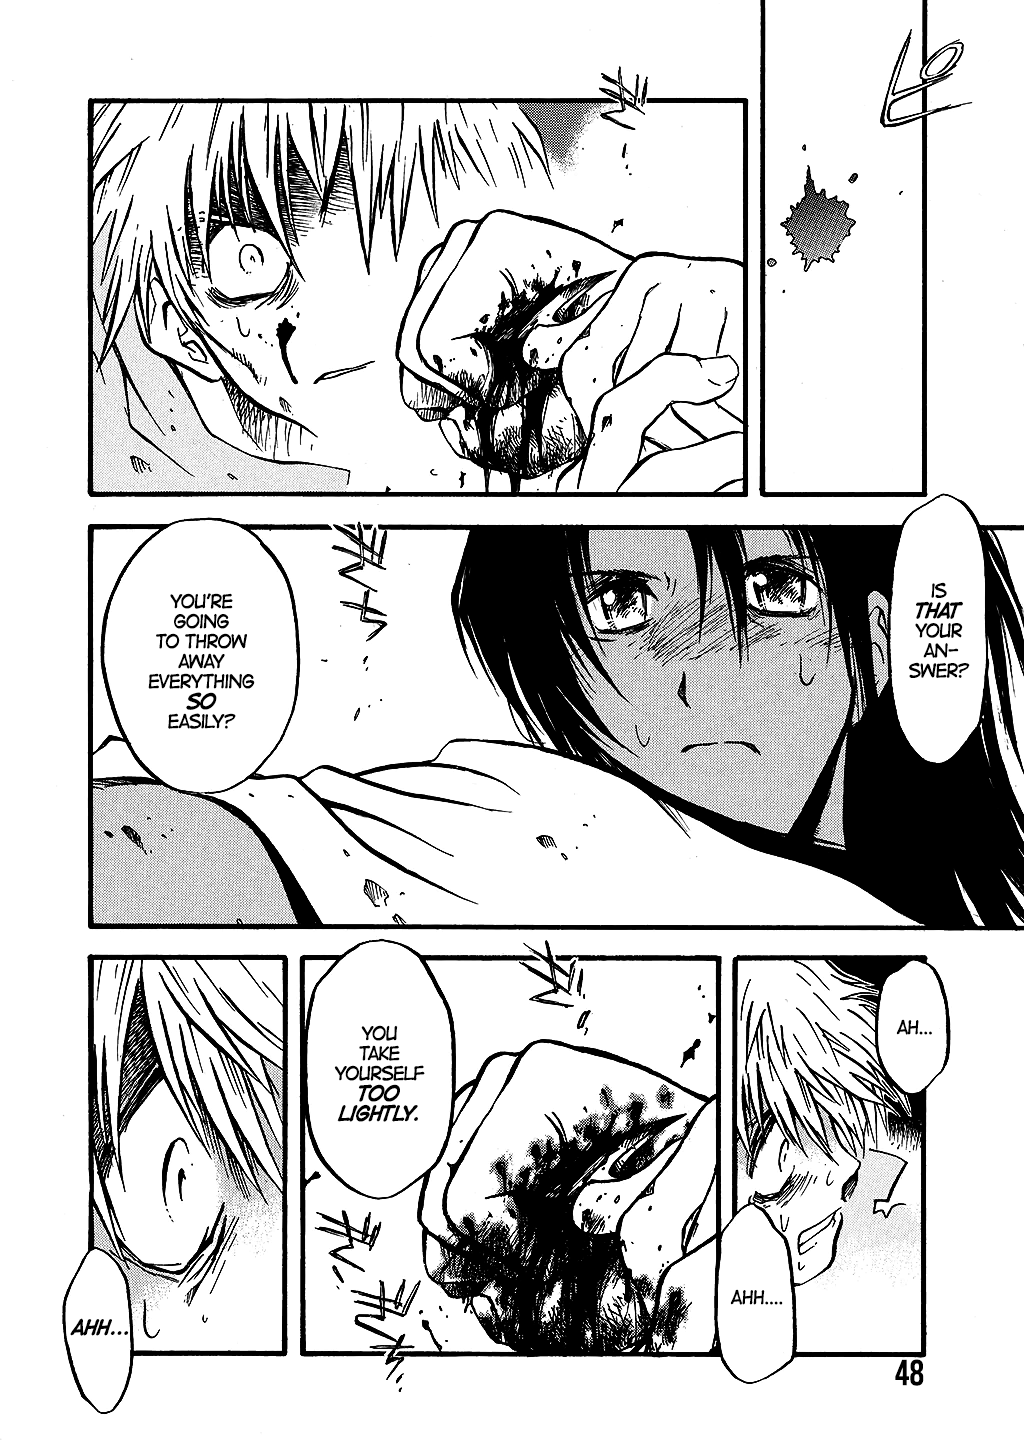 ピ
IS
THAT
YOUR
AN-
SWER?
YOU'RE
GOING
TO THROW
AWAY
EVERYTHING
SO
EASILY?
AH...
AHH....
YOU
TAKE
YOURSELF
TOO
LIGHTLY.
AHH...
48